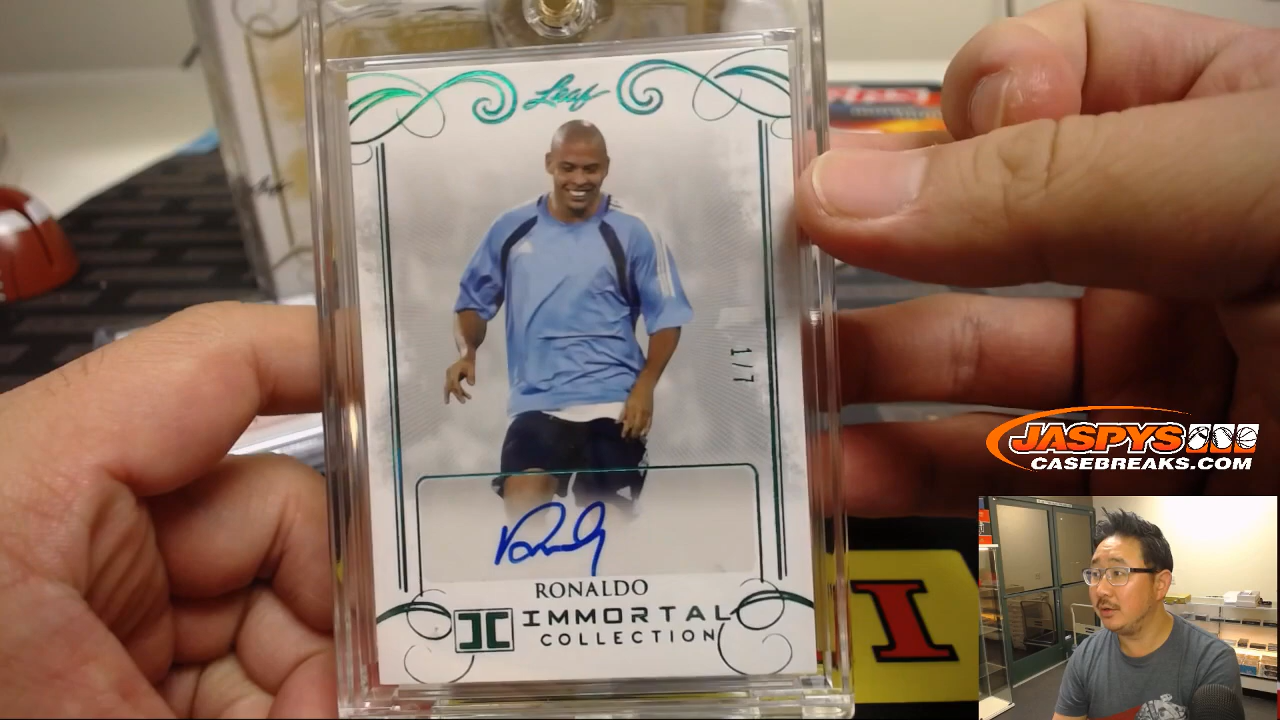 Leaf
1/7
RONALDO
IMMORTAL
COLLECTION
JASPYS
CASEBREAKS.COM
I